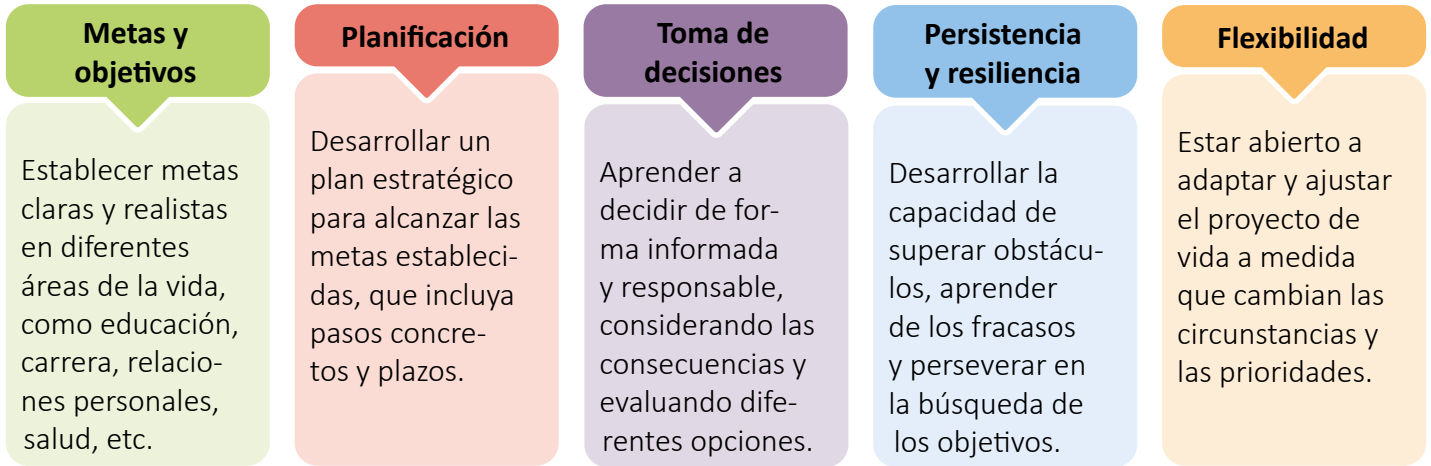 Metas y
objetivos
Establecer metas
claras y realistas
en diferentes
áreas de la vida,
como educación,
carrera, relacio-
nes personales,
salud, etc.
Planificación
Desarrollar un
plan estratégico
para alcanzar las
metas estableci-
das, que incluya
pasos concre-
tos y plazos.
Toma de
decisiones
Aprender a
decidir de for-
ma informada
y responsable,
considerando las
consecuencias y
evaluando dife-
rentes opciones.
Persistencia
y resiliencia
Desarrollar la
capacidad de
superar obstácu-
los, aprender
de los fracasos
y perseverar en
la búsqueda de
los objetivos.
Flexibilidad
Estar abierto a
adaptar y ajustar
el proyecto de
vida a medida
que cambian las
circunstancias y
las prioridades.